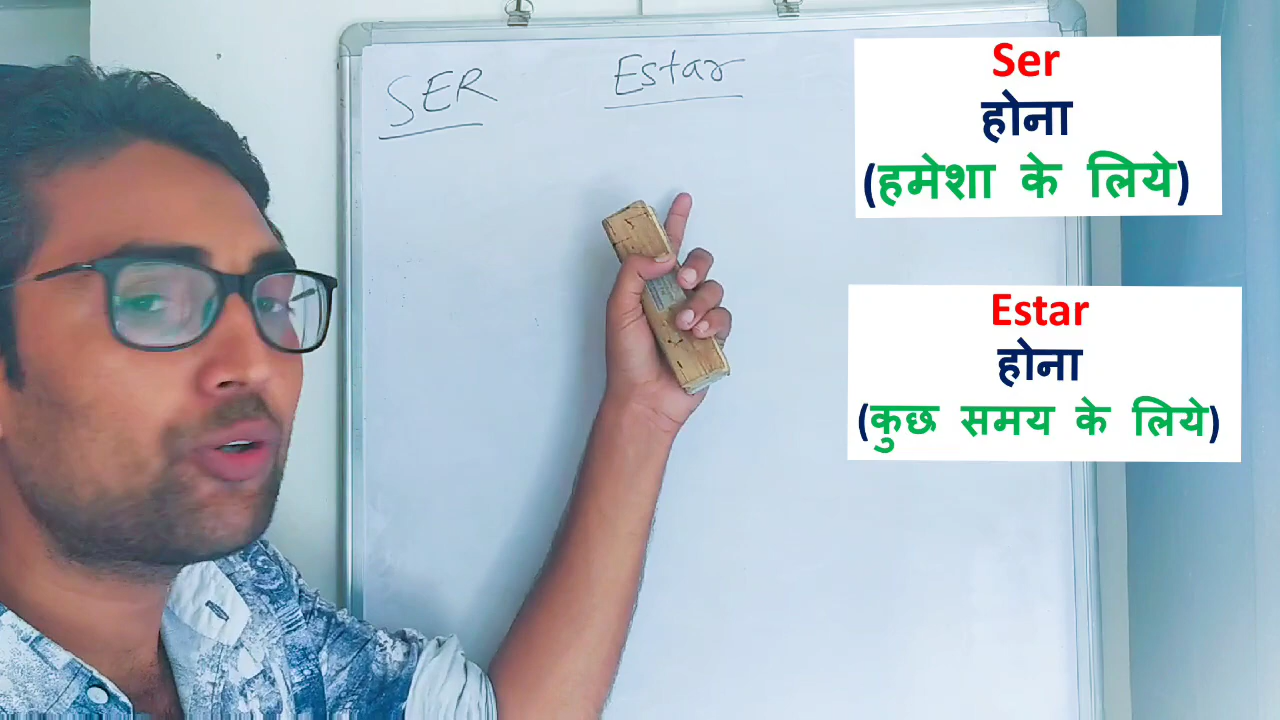 SER
Estar
Ser
होना
(हमेशा के लिये)
Estar
होना
(कुछ समय के लिये)